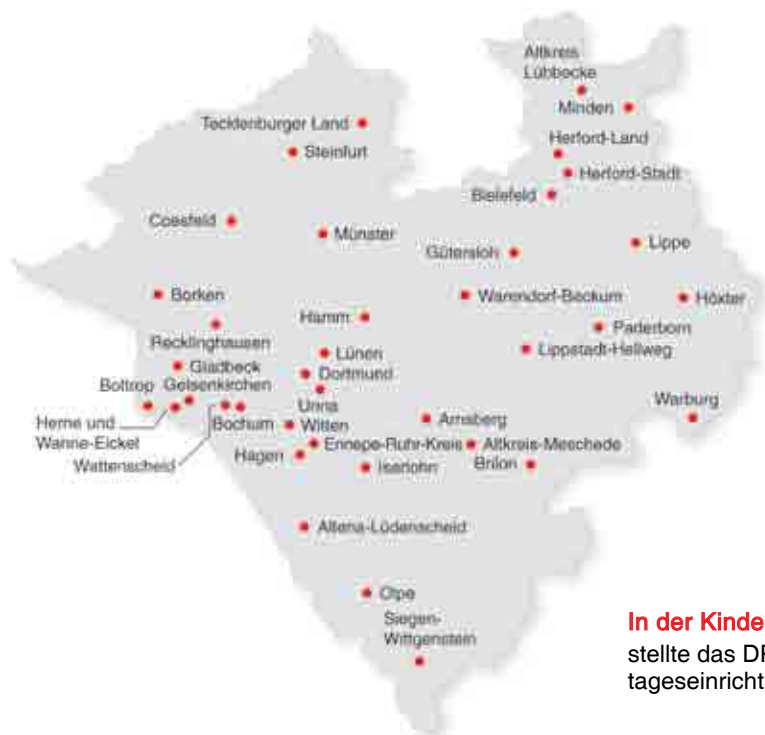 Altkreis
Lübbecke
Minden
Tecklenburger Land
Herford-Land
Steinfurt
Herford-Stadt
Bielefeld
Coesfeld
Münster
Lippe
Gütersloh
Borken
Warendorf-Beckum
Höxter
Hamm
Paderborn
Recklinghausen
Lünen
Lippstadt-Hellweg
Gladbeck
Dortmund
Bottrop
Gelsenkirchen
Unna
Warburg
Herne und
Wanne-Eickel
Bochum
Witten
Arnsberg
Wattenscheid
Hagen
Ennepe-Ruhr-Kreis
Altkreis-Meschede
Iserlohn
Brilon
Altena-Lüdenscheid
Olpe
Siegen-
Wittgenstein
In der Kinde
stellte das DF
tageseinricht